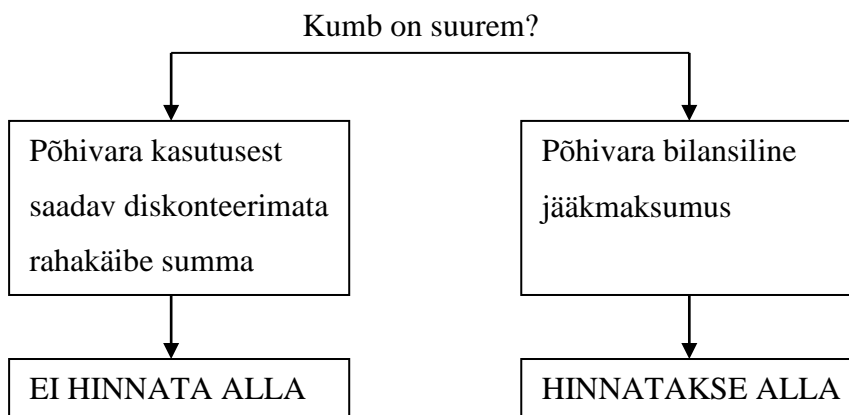 Kumb on suurem?
Põhivara kasutusest
saadav diskonteerimata
rahakäibe summa
Põhivara bilansiline
jääkmaksumus
EI HINNATA ALLA
HINNATAKSE ALLA